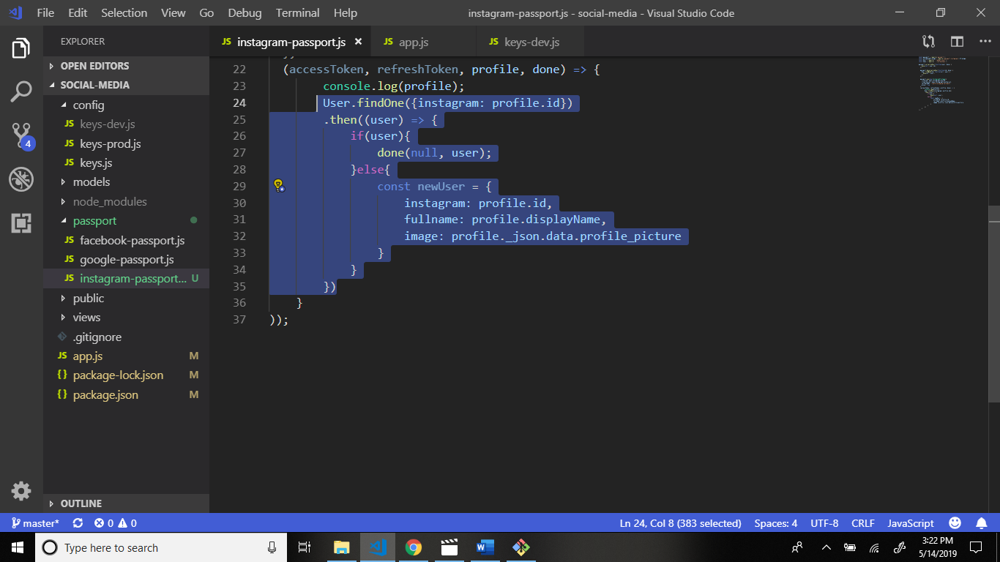 File Edit Selection View Go Debug Terminal Help
instagram-passport.js - social-media - Visual Studio Code
EXPLORER
OPEN EDITORS
SOCIAL-MEDIA
config
JS keys-dev.js
JS keys-prod.js
JS keys.js
models
node_modules
passport
JS facebook-passport.js
JS google-passport.js
JS instagram-passport... U
public
views
.gitignore
JS app.js M
{} package-lock.json M
{} package.json M
OUTLINE
4
JS instagram-passport.js
JS app.js
JS keys-dev.js
22 (accessToken, refreshToken, profile, done) => {
23 console.log(profile);
24 User.findOne({instagram: profile.id})
25 .then((user) => {
26 if(user){
27 done(null, user);
28 }else{
29 const newUser = {
30 instagram: profile.id,
31 fullname: profile.displayName,
32 image: profile._json.data.profile_picture
33 }
34 }
35 })
36 }
37 ));
master* 0 0
Ln 24, Col 8 (383 selected) Spaces: 4 UTF-8 CRLF JavaScript
Type here to search
3:22 PM
5/14/2019